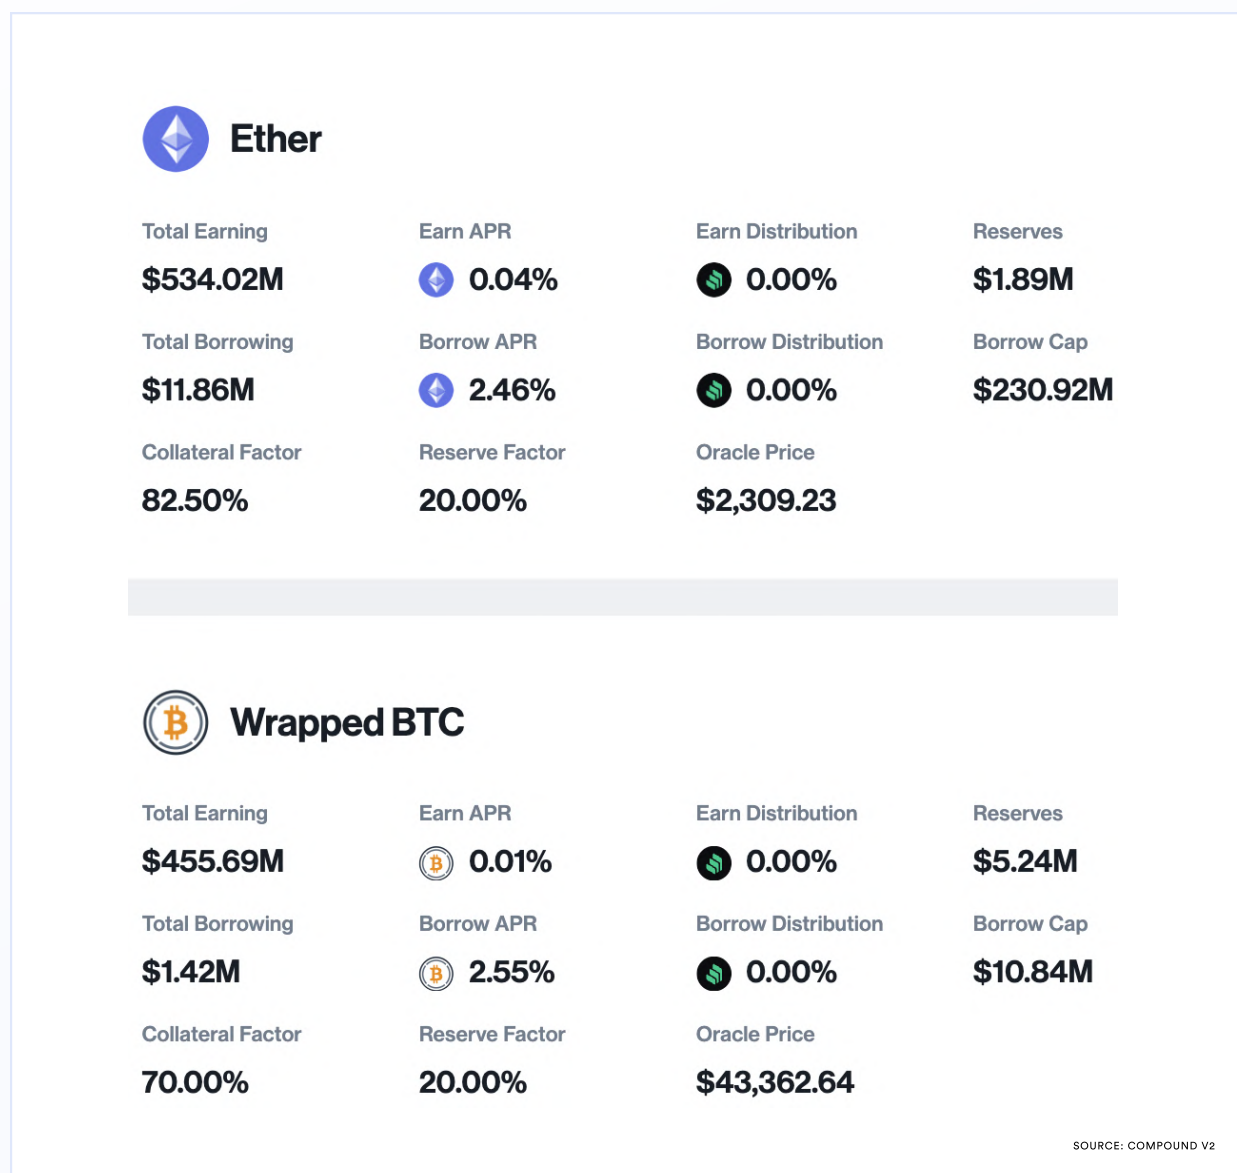 Ether
Total Earning Earn APR Earn Distribution Reserves
$534.02M 0.04% 0.00% $1.89M
Total Borrowing Borrow APR Borrow Distribution Borrow Cap
$11.86M 2.46% 0.00% $230.92M
Collateral Factor Reserve Factor Oracle Price
82.50% 20.00% $2,309.23
Wrapped BTC
Total Earning Earn APR Earn Distribution Reserves
$455.69M 0.01% 0.00% $5.24M
Total Borrowing Borrow APR Borrow Distribution Borrow Cap
$1.42M 2.55% 0.00% $10.84M
Collateral Factor Reserve Factor Oracle Price
70.00% 20.00% $43,362.64
SOURCE: COMPOUND V2